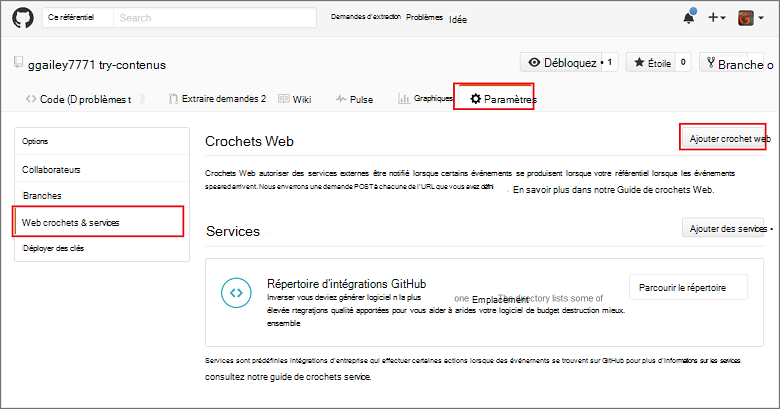 Ce référentiel Search Demandes d'extraction Problèmes Idée
ggailey7771 try-contenus Débloquez • 1 Étoile 0 Branche o
Code (D problèmes t Extraire demandes 2 Wiki Pulse Graphiques Paramètres
Options
Collaborateurs
Branches
Web crochets & services
Déployer des clés
Crochets Web Ajouter crochet web
Crochets Web autoriser des services externes être notifié lorsque certains événements se produisent lorsque votre référentiel lorsque les événements
speared arrivent. Nous enverrons une demande POST à chacune de l'URL que vous avez défini . En savoir plus dans notre Guide de crochets Web.
Services Ajouter des services •
Répertoire d'intégrations GitHub Parcourir le répertoire
Inverser vous deviez générer logiciel n la plus one Emplacement The directory lists some of
élevée rtegrations qualité apportées pour vous aider à arides votre logiciel de budget destruction mieux.
ensemble
Services sont prédéfinies intégrations d'entreprise qui effectuer certaines actions lorsque des événements se trouvent sur GitHub pour plus d'informations sur les services
consultez notre guide de crochets service.